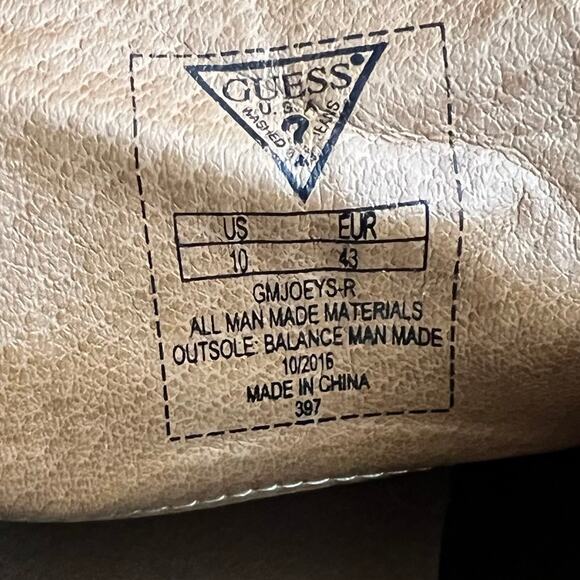 GUESS
U.S.A.
?
WASHED JEANS
US EUR
10 43
GMJOEYS-R
ALL MAN MADE MATERIALS
OUTSOLE: BALANCE MAN MADE
10/2016
MADE IN CHINA
397